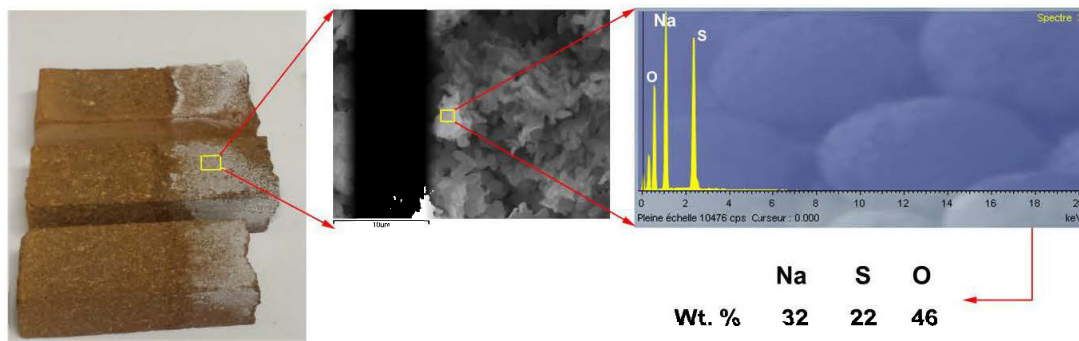 Spectre
Na
S
O
0 2 4 6 8 10 12 14 16 18 20
Pleine échelle 10476 cps Curseur : 0.000
keV
10µm
Na S O
Wt. % 32 22 46